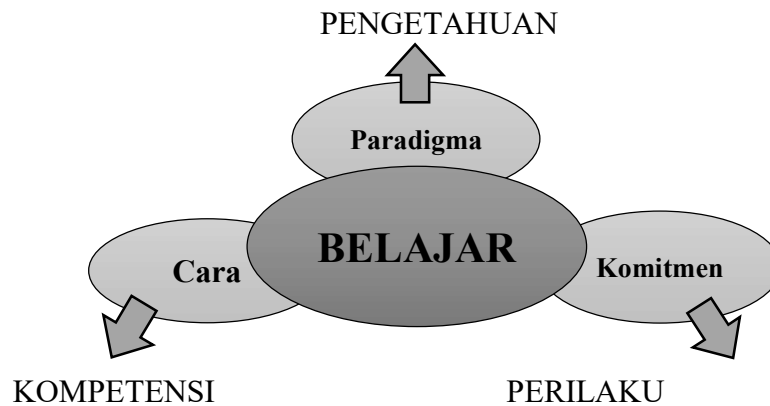 PENGETAHUAN
Paradigma
BELAJAR
Cara
Komitmen
KOMPETENSI
PERILAKU